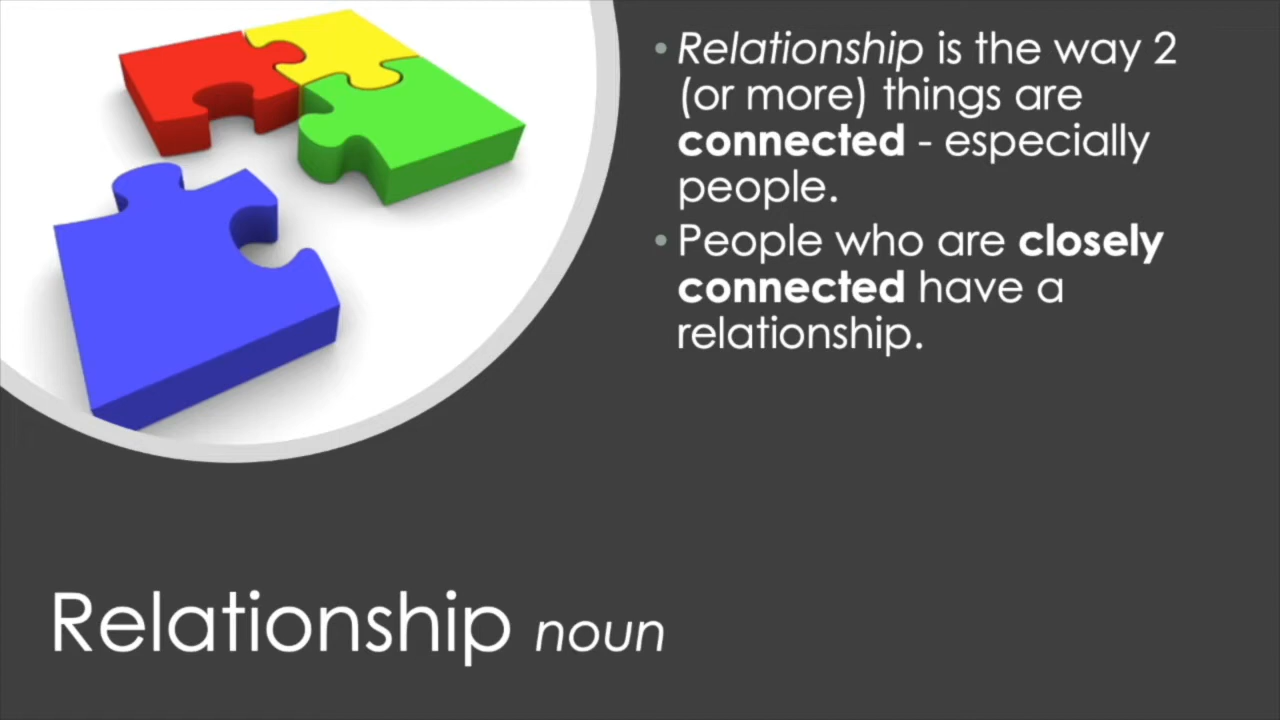 • Relationship is the way 2
(or more) things are
connected - especially
people.
• People who are closely
connected have a
relationship.
Relationship noun